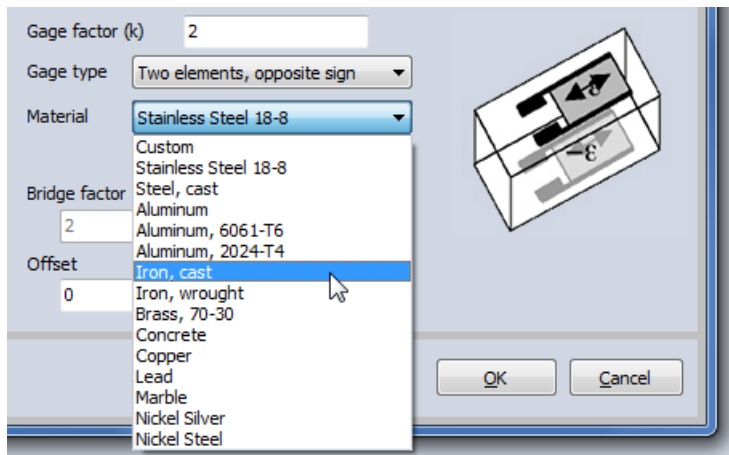 Gage factor (k) 2
Gage type Two elements, opposite sign
Material Stainless Steel 18-8
Custom
Stainless Steel 18-8
Steel, cast
Aluminum
Aluminum, 6061-T6
Aluminum, 2024-T4
Iron, cast
Iron, wrought
Brass, 70-30
Concrete
Copper
Lead
Marble
Nickel Silver
Nickel Steel
Bridge factor
2
Offset
0
ε
-ε
OK Cancel